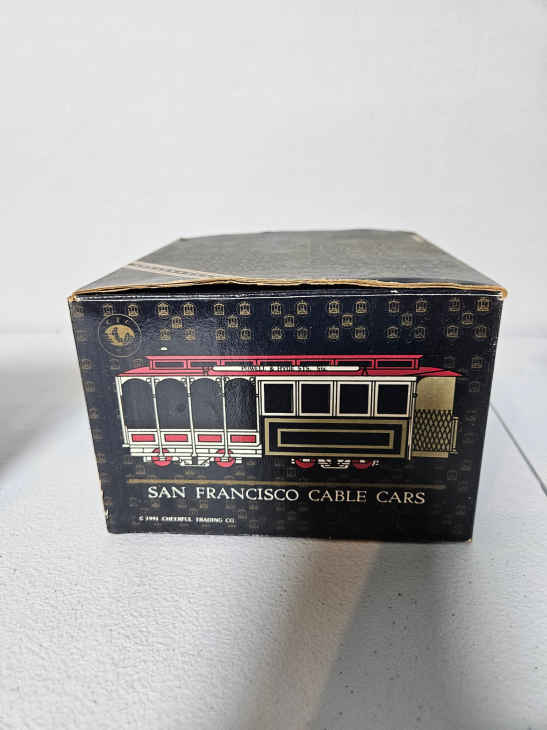 POWELL & HYDE STS. 
SAN FRANCISCO CABLE CARS
© 1991 CHEERFUL TRADING CO.